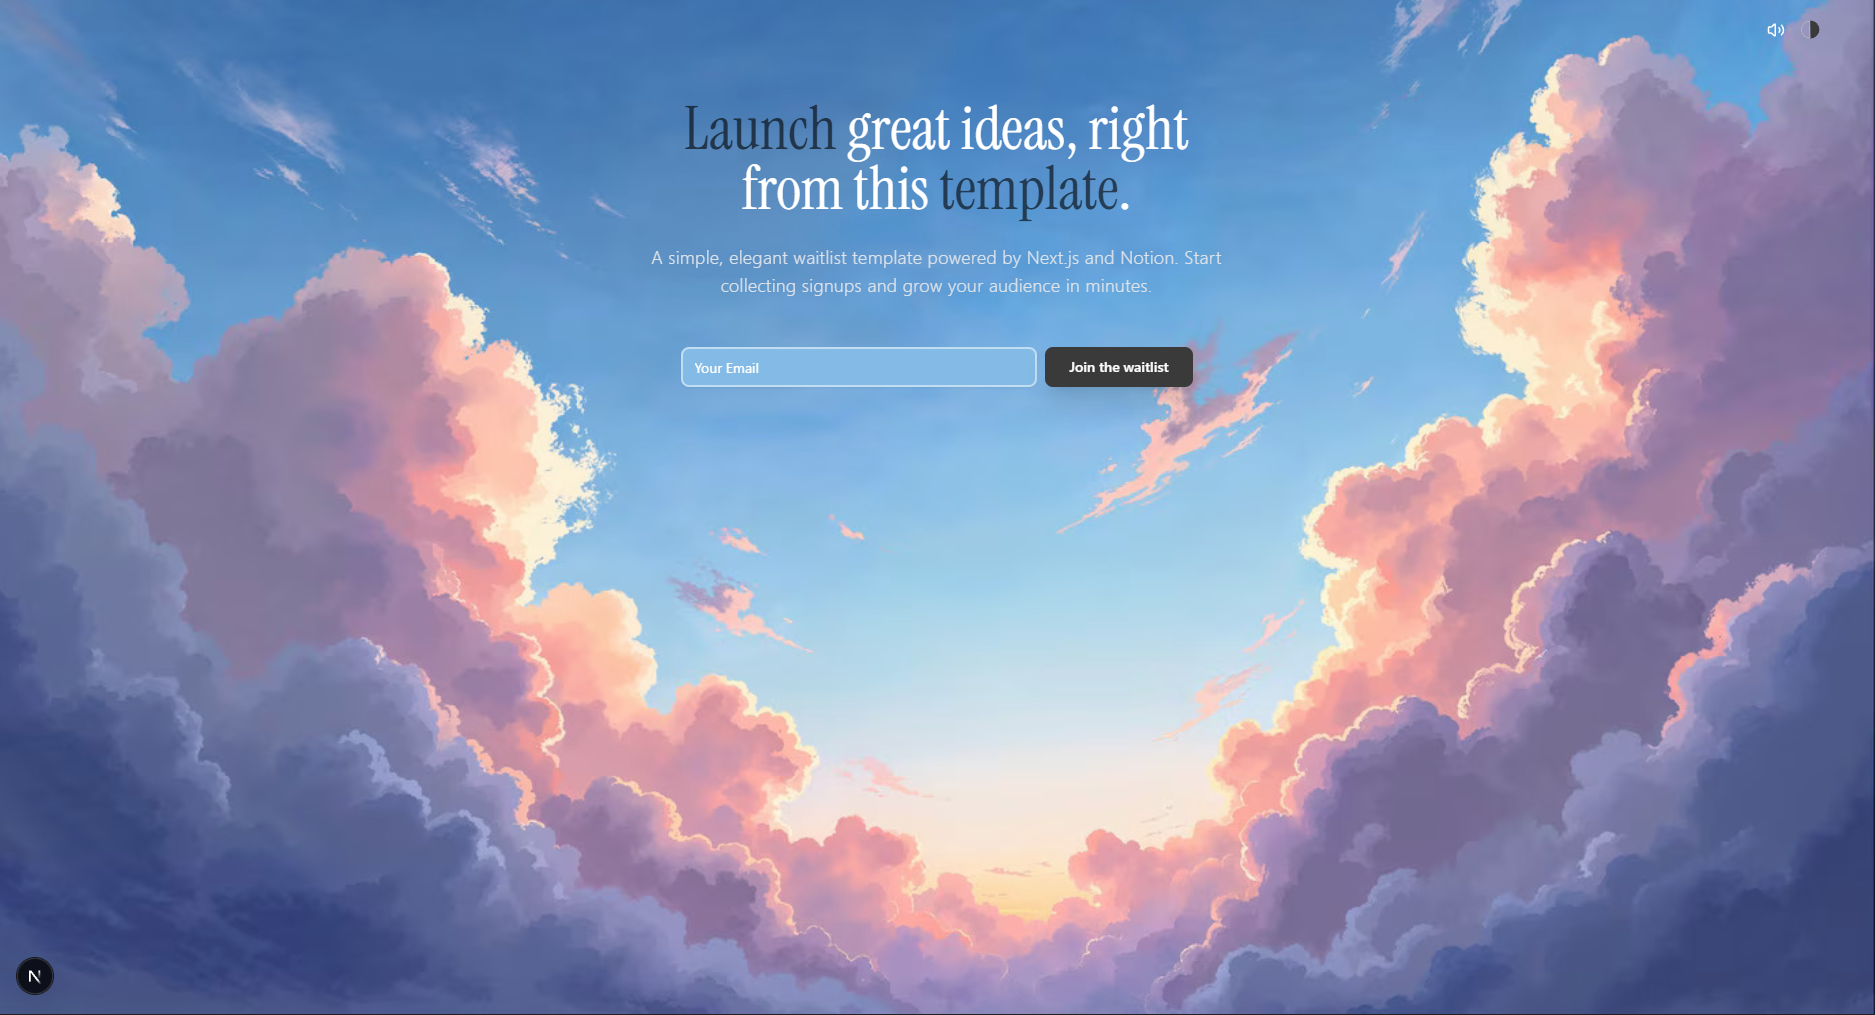 Launch great ideas, right
from this template.
A simple, elegant waitlist template powered by Next.js and Notion. Start
collecting signups and grow your audience in minutes.
Your Email
Join the waitlist
N